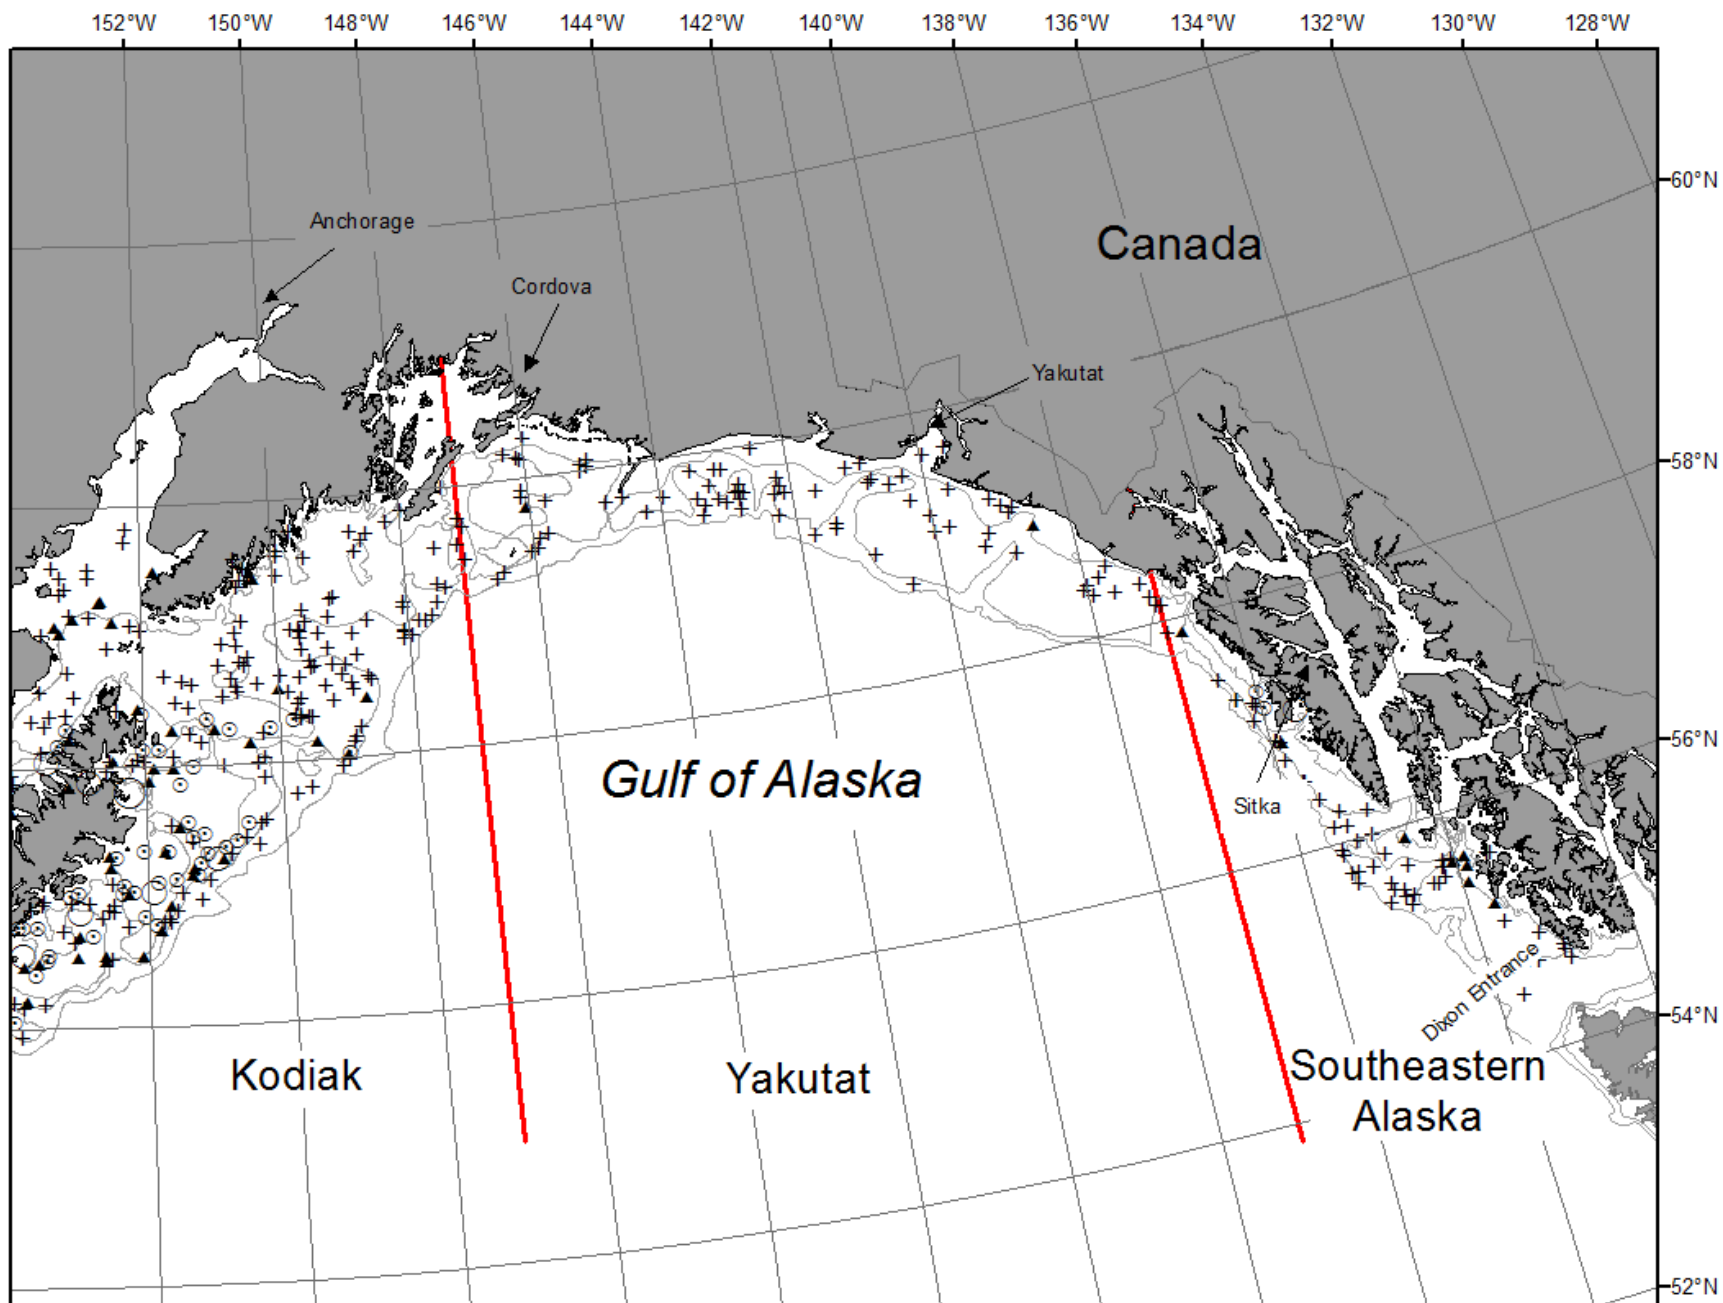 152°W 150°W 148°W 146°W 144°W 142°W 140°W 138°W 136°W 134°W 132°W 130°W 128°W
60°N
Anchorage
Canada
Cordova
Yakutat
58°N
56°N
Gulf of Alaska
Sitka
Dixon Entrance
54°N
Kodiak
Yakutat
Southeastern
Alaska
52°N